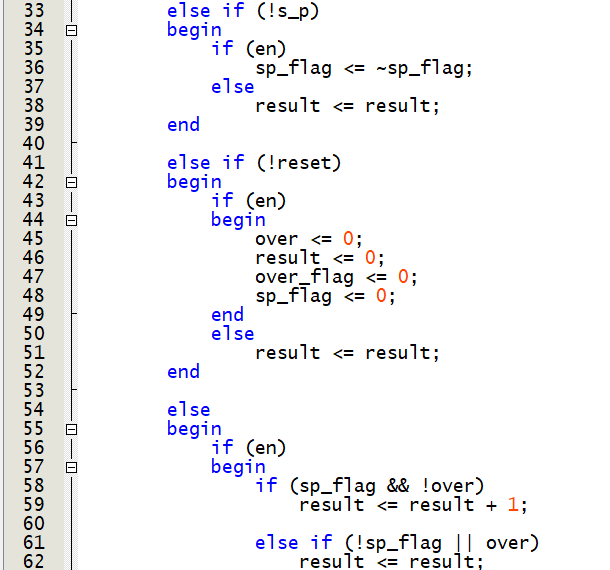 33 else if (!s_p)
34 begin
35 if (en)
36 sp_flag <= ~sp_flag;
37 else
38 result <= result;
39 end
40
41 else if (!reset)
42 begin
43 if (en)
44 begin
45 over <= 0;
46 result <= 0;
47 over_flag <= 0;
48 sp_flag <= 0;
49 end
50 else
51 result <= result;
52 end
53
54 else
55 begin
56 if (en)
57 begin
58 if (sp_flag && !over)
59 result <= result + 1;
60
61 else if (!sp_flag || over)
62 result <= result;